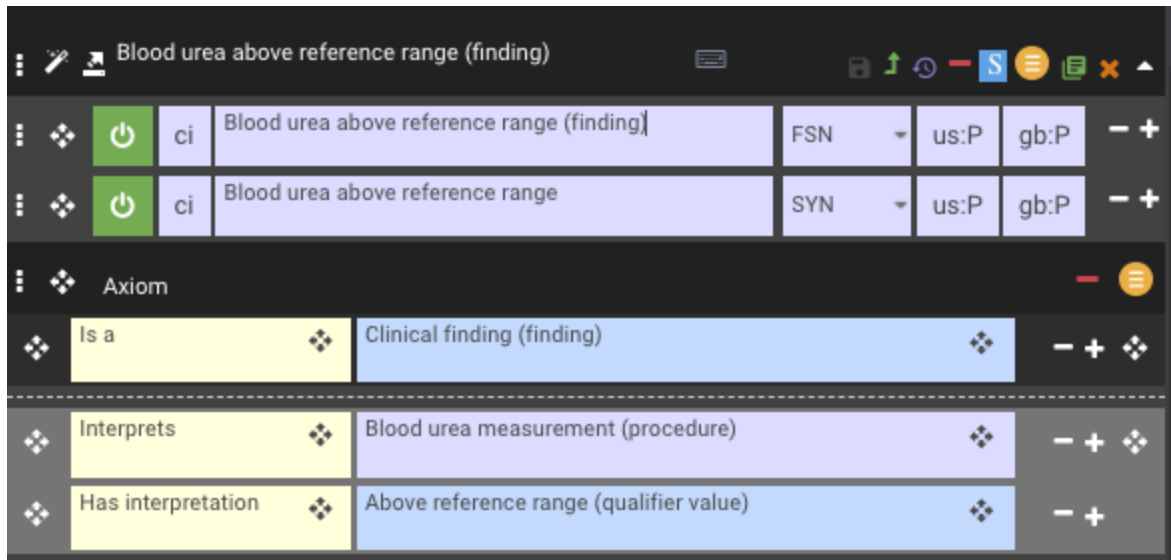 Blood urea above reference range (finding)
S
ci Blood urea above reference range (finding) FSN us:P gb:P
ci Blood urea above reference range SYN us:P gb:P
Axiom
Is a Clinical finding (finding)
Interprets Blood urea measurement (procedure)
Has interpretation Above reference range (qualifier value)